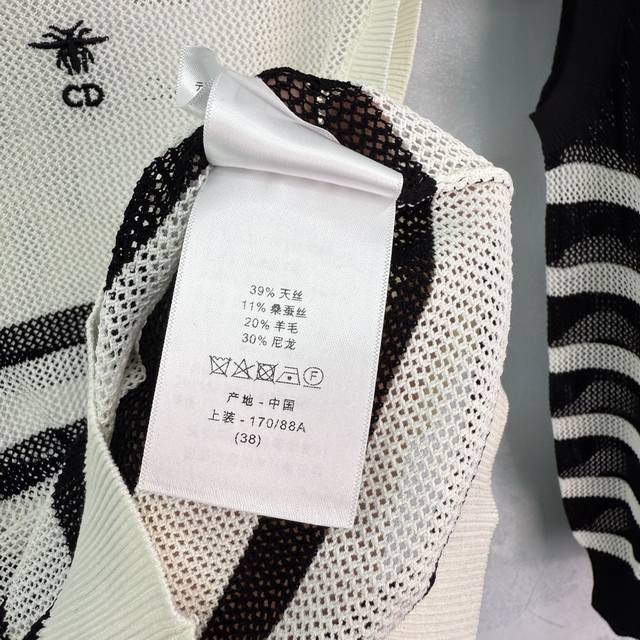 CD
39% 天丝
11% 桑蚕丝
20% 羊毛
30% 尼龙
F
产地 - 中国
上装 - 170/88A
(38)